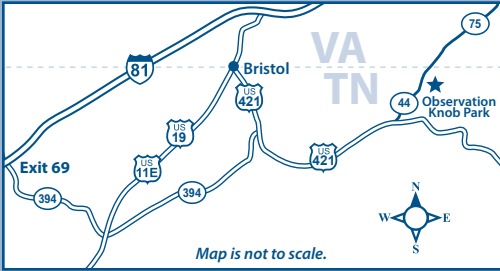 75
VA
TN
81
Bristol
US
421
44
Observation
Knob Park
US
19
US
421
US
11E
Exit 69
394
394
N
W
E
S
Map is not to scale.